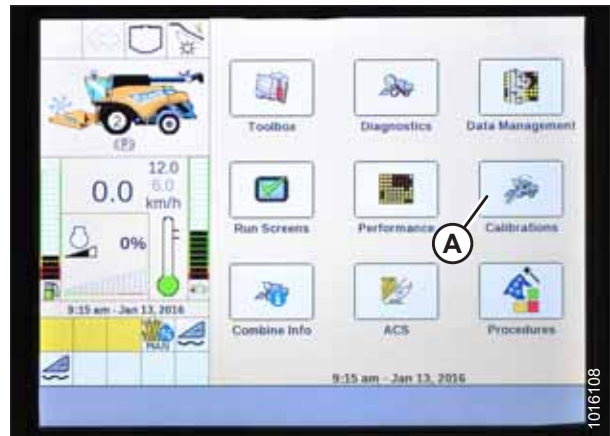 12.0
0.0 6.0
km/h
0%
9:15 am - Jan 13, 2016
MAN
Toolbox Diagnostics Data Management
Run Screens Performance Calibrations
A
Combine Info ACS Procedures
9:15 am - Jan 13, 2016
1016108